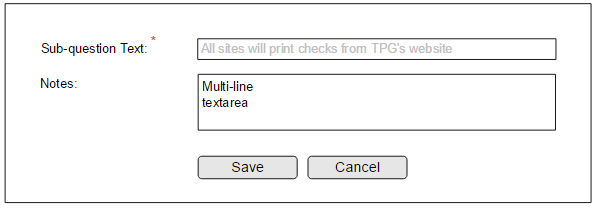 Sub-question Text: *
All sites will print checks from TPG's website
Notes:
Multi-line
textarea
Save
Cancel